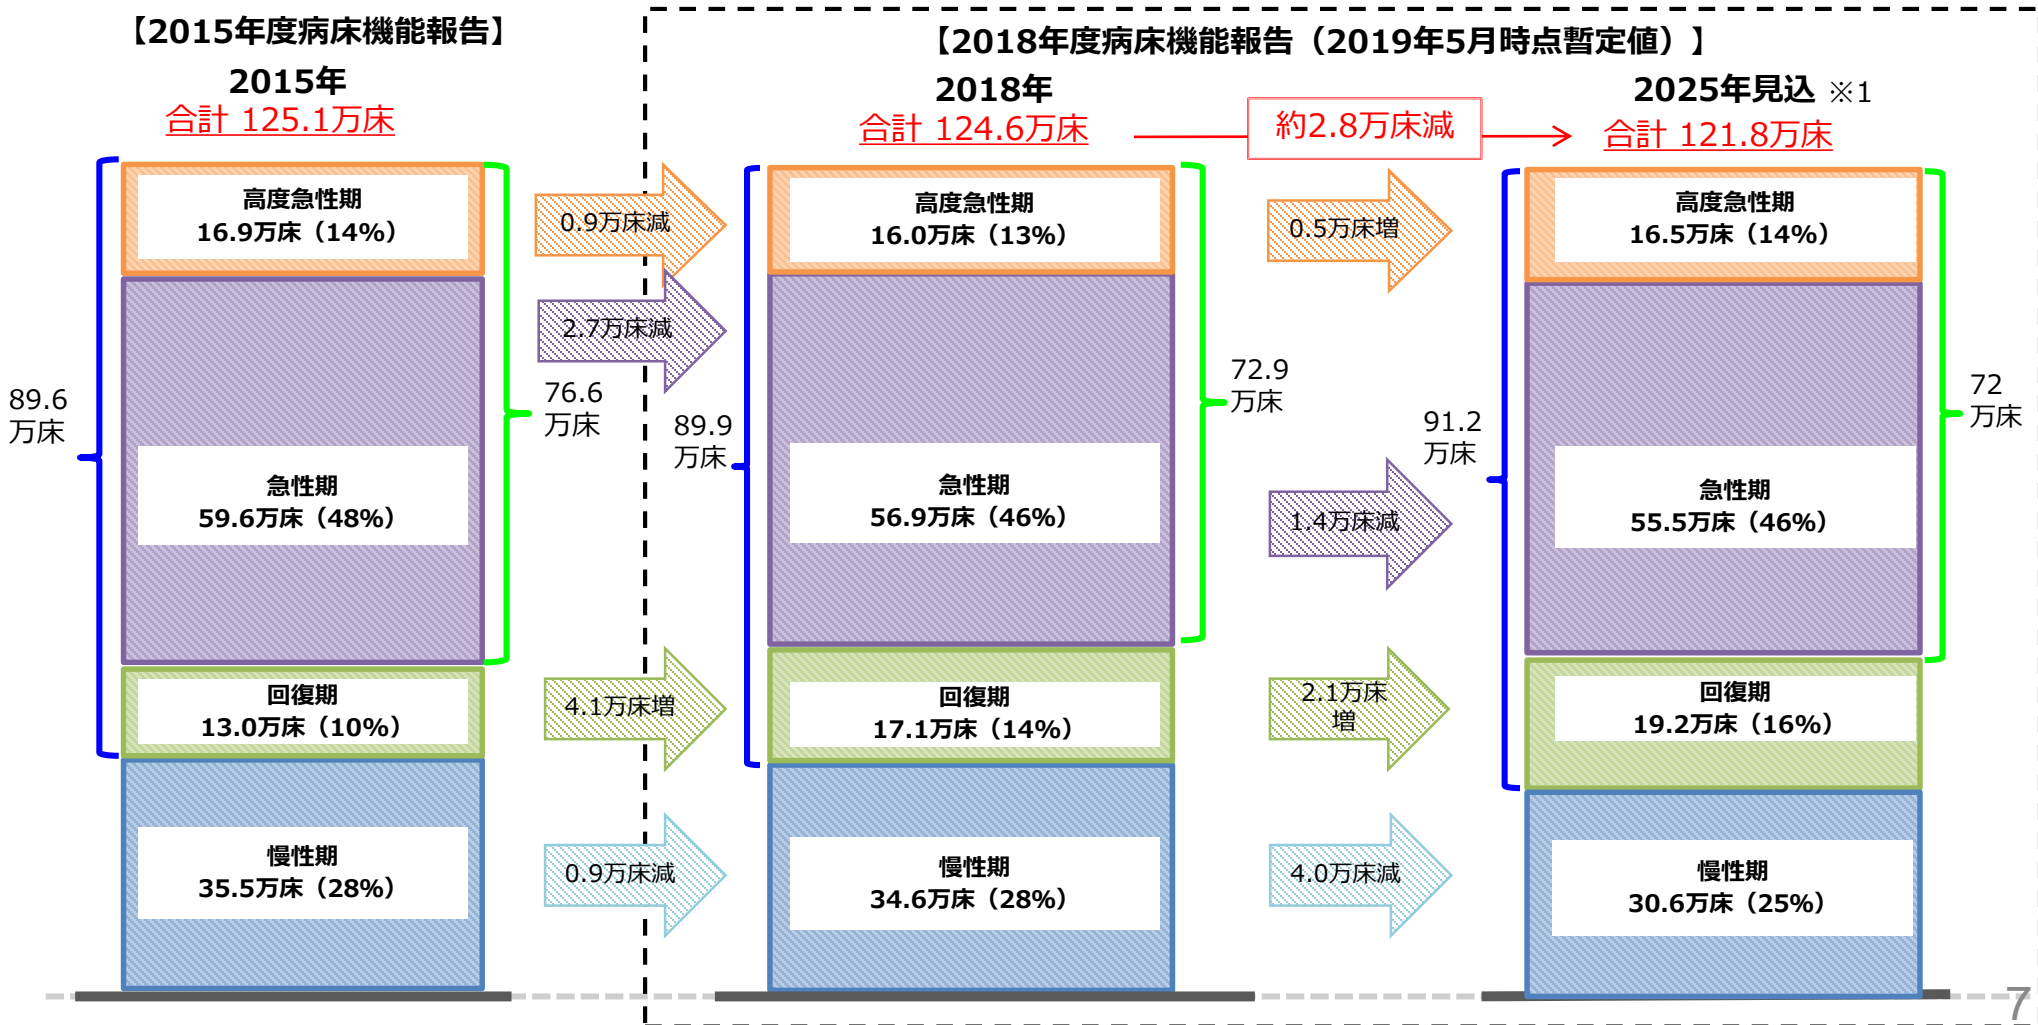 【2015年度病床機能報告】
2015年
合計 125.1万床
高度急性期
16.9万床（14%）
急性期
59.6万床（48%）
回復期
13.0万床（10%）
慢性期
35.5万床（28%）
89.6
万床
76.6
万床
0.9万床減
2.7万床減
4.1万床増
0.9万床減
【2018年度病床機能報告（2019年5月時点暫定値）】
2018年
合計 124.6万床
高度急性期
16.0万床（13%）
急性期
56.9万床（46%）
回復期
17.1万床（14%）
慢性期
34.6万床（28%）
89.9
万床
72.9
万床
約2.8万床減
0.5万床増
1.4万床減
2.1万床
増
4.0万床減
2025年見込 ※1
合計 121.8万床
高度急性期
16.5万床（14%）
急性期
55.5万床（46%）
回復期
19.2万床（16%）
慢性期
30.6万床（25%）
91.2
万床
72
万床
7